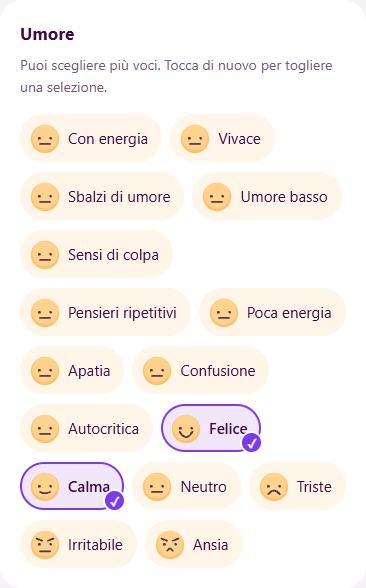 Umore
Puoi scegliere più voci. Tocca di nuovo per togliere
una selezione.
Con energia
Vivace
Sbalzi di umore
Umore basso
Sensi di colpa
Pensieri ripetitivi
Poca energia
Apatia
Confusione
Autocritica
Felice
Calma
Neutro
Triste
Irritabile
Ansia